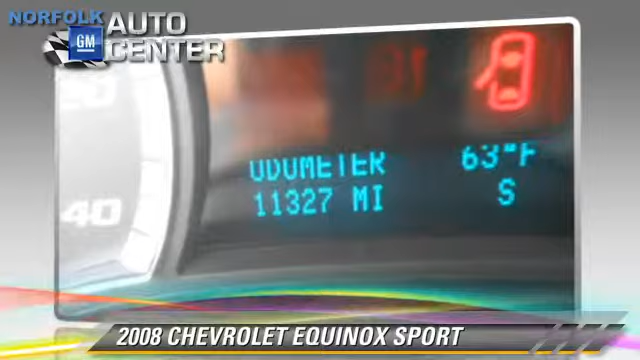 NORFOLK
AUTO
GM
CENTER
ODOMETER 63°F
11327 MI S
40
2008 CHEVROLET EQUINOX SPORT